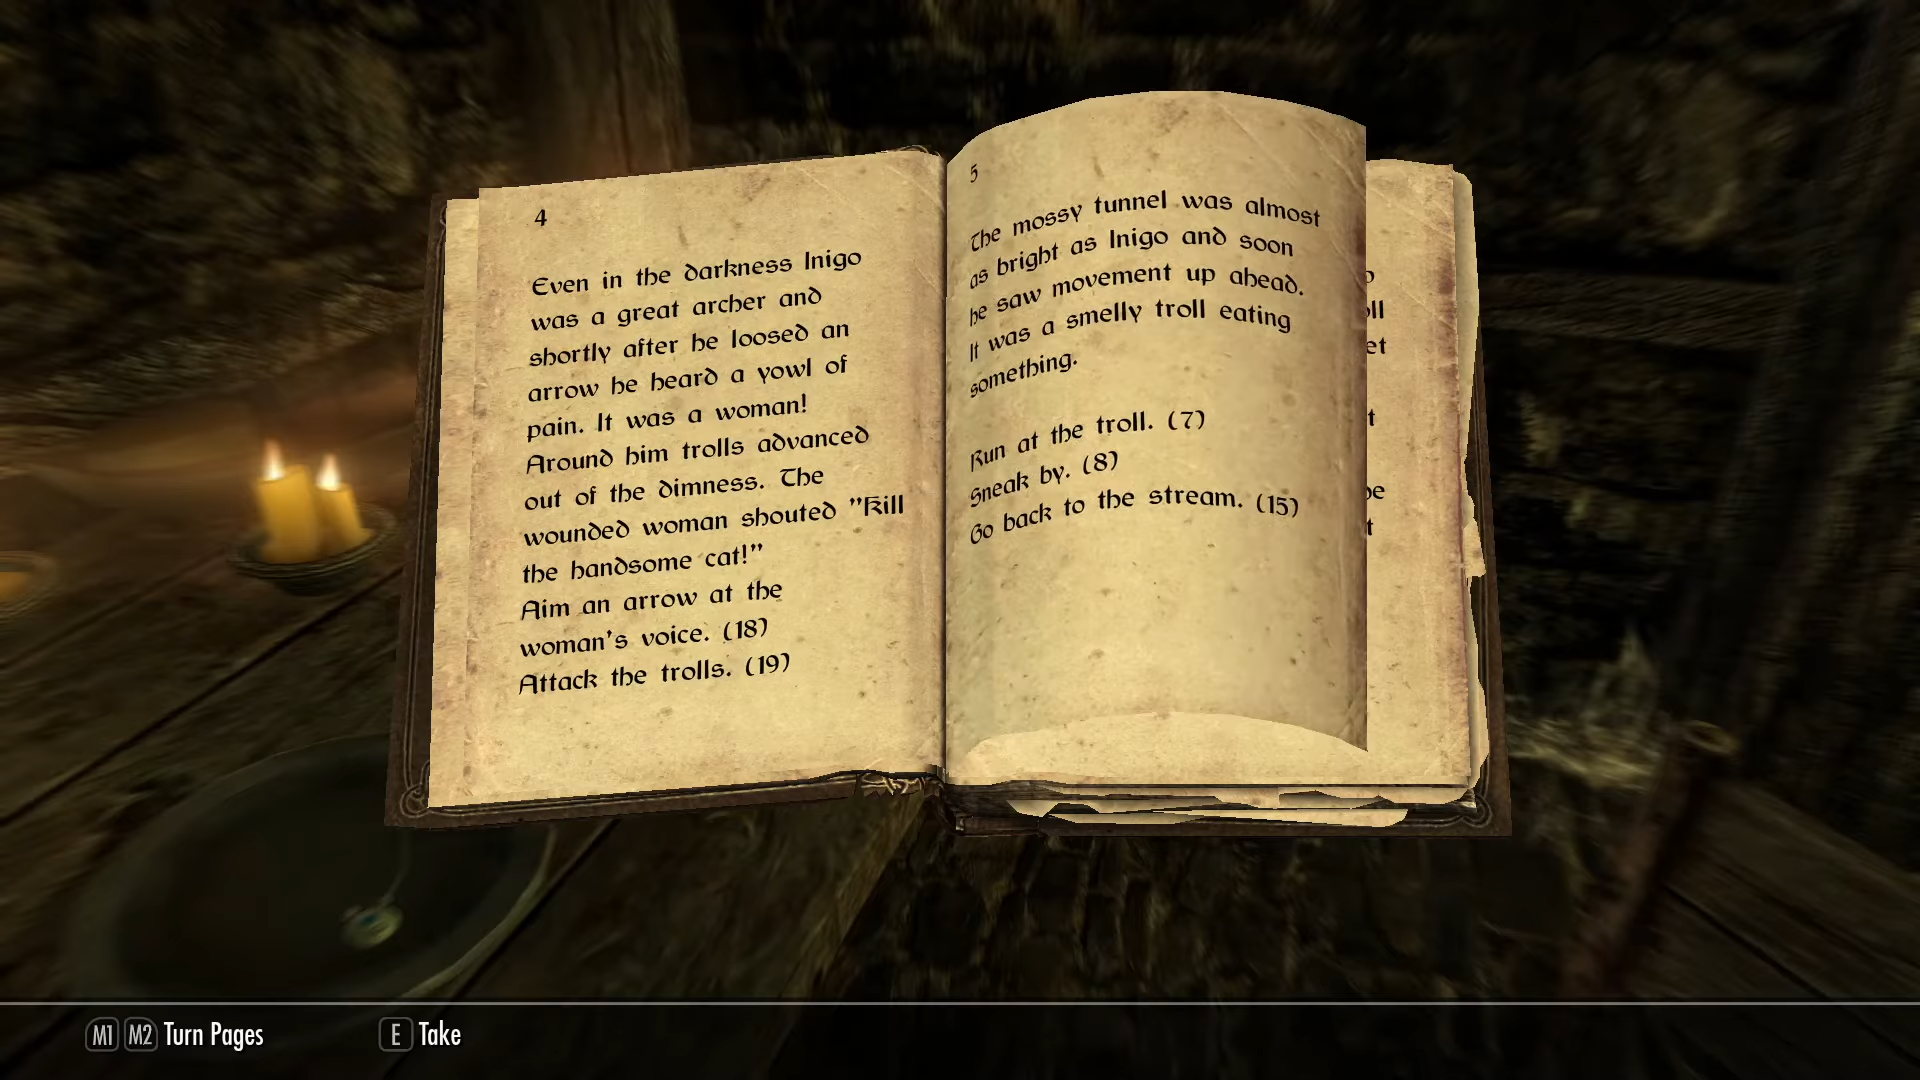 4
Even in the darkness Inigo
was a great archer and
shortly after he loosed an
arrow he heard a yowl of
pain. It was a woman!
Around him trolls advanced
out of the dimness. The
wounded woman shouted "Kill
the handsome cat!"
Aim an arrow at the
woman's voice. (18)
Attack the trolls. (19)
5
The mossy tunnel was almost
as bright as Inigo and soon
he saw movement up ahead.
It was a smelly troll eating
something.
Run at the troll. (7)
Sneak by. (8)
Go back to the stream. (15)
M1 M2 Turn Pages
E Take